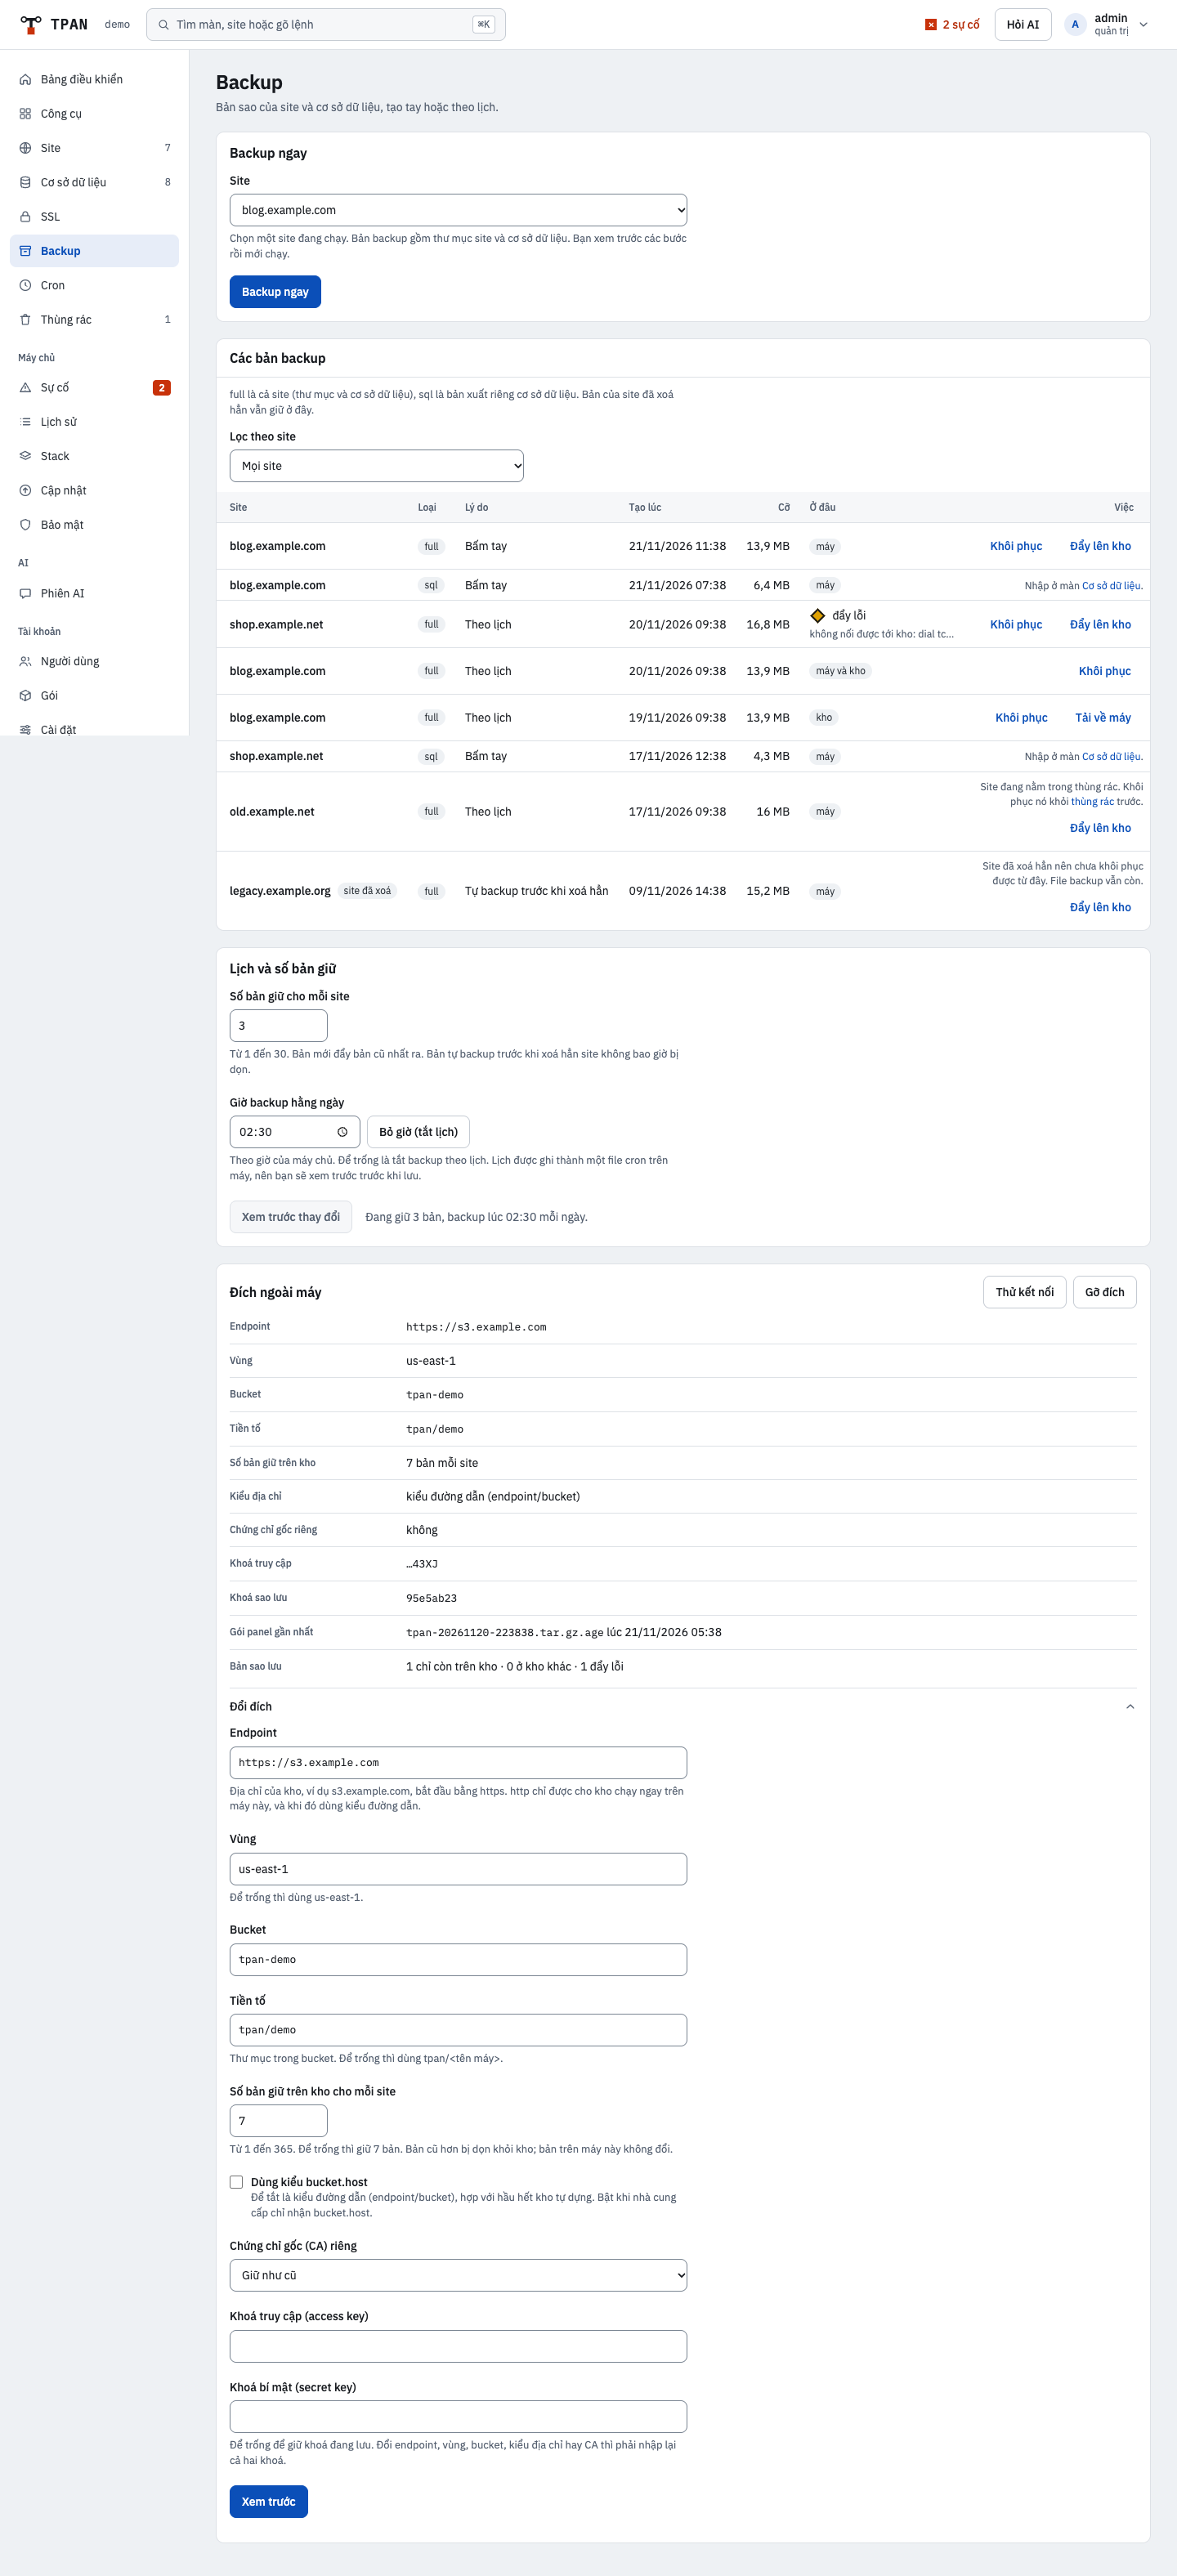 TPAN demo Tìm màn, site hoặc gõ lệnh ⌘K 2 sự cố Hỏi AI A admin
quản trị
Bảng điều khiển
Công cụ
Site 7
Cơ sở dữ liệu 8
SSL
Backup
Cron
Thùng rác 1
Máy chủ
Sự cố 2
Lịch sử
Stack
Cập nhật
Bảo mật
AI
Phiên AI
Tài khoản
Người dùng
Gói
Cài đặt
Backup
Bản sao của site và cơ sở dữ liệu, tạo tay hoặc theo lịch.
Backup ngay
Site
blog.example.com
Chọn một site đang chạy. Bản backup gồm thư mục site và cơ sở dữ liệu. Bạn xem trước các bước
rồi mới chạy.
Backup ngay
Các bản backup
full là cả site (thư mục và cơ sở dữ liệu), sql là bản xuất riêng cơ sở dữ liệu. Bản của site đã xoá
hẳn vẫn giữ ở đây.
Lọc theo site
Mọi site
Site Loại Lý do Tạo lúc Cỡ Ở đâu Việc
blog.example.com full Bấm tay 21/11/2026 11:38 13,9 MB máy Khôi phục Đẩy lên kho
blog.example.com sql Bấm tay 21/11/2026 07:38 6,4 MB máy Nhập ở màn Cơ sở dữ liệu.
shop.example.net full Theo lịch 20/11/2026 09:38 16,8 MB đẩy lỗi Khôi phục Đẩy lên kho
không nối được tới kho: dial tc…
blog.example.com full Theo lịch 20/11/2026 09:38 13,9 MB máy và kho Khôi phục
blog.example.com full Theo lịch 19/11/2026 09:38 13,9 MB kho Khôi phục Tải về máy
shop.example.net sql Bấm tay 17/11/2026 12:38 4,3 MB máy Nhập ở màn Cơ sở dữ liệu.
old.example.net full Theo lịch 17/11/2026 09:38 16 MB máy
Site đang nằm trong thùng rác. Khôi
phục nó khỏi thùng rác trước.
Đẩy lên kho
legacy.example.org site đã xoá full Tự backup trước khi xoá hẳn 09/11/2026 14:38 15,2 MB máy
Site đã xoá hẳn nên chưa khôi phục
được từ đây. File backup vẫn còn.
Đẩy lên kho
Lịch và số bản giữ
Số bản giữ cho mỗi site
3
Từ 1 đến 30. Bản mới đẩy bản cũ nhất ra. Bản tự backup trước khi xoá hẳn site không bao giờ bị
dọn.
Giờ backup hằng ngày
02:30 Bỏ giờ (tắt lịch)
Theo giờ của máy chủ. Để trống là tắt backup theo lịch. Lịch được ghi thành một file cron trên
máy, nên bạn sẽ xem trước trước khi lưu.
Xem trước thay đổi Đang giữ 3 bản, backup lúc 02:30 mỗi ngày.
Đích ngoài máy Thử kết nối Gỡ đích
Endpoint https://s3.example.com
Vùng us-east-1
Bucket tpan-demo
Tiền tố tpan/demo
Số bản giữ trên kho 7 bản mỗi site
Kiểu địa chỉ kiểu đường dẫn (endpoint/bucket)
Chứng chỉ gốc riêng không
Khoá truy cập …43XJ
Khoá sao lưu 95e5ab23
Gói panel gần nhất tpan-20261120-223838.tar.gz.age lúc 21/11/2026 05:38
Bản sao lưu 1 chỉ còn trên kho · 0 ở kho khác · 1 đẩy lỗi
Đổi đích
Endpoint
https://s3.example.com
Địa chỉ của kho, ví dụ s3.example.com, bắt đầu bằng https. http chỉ được cho kho chạy ngay trên
máy này, và khi đó dùng kiểu đường dẫn.
Vùng
us-east-1
Để trống thì dùng us-east-1.
Bucket
tpan-demo
Tiền tố
tpan/demo
Thư mục trong bucket. Để trống thì dùng tpan/<tên máy>.
Số bản giữ trên kho cho mỗi site
7
Từ 1 đến 365. Để trống thì giữ 7 bản. Bản cũ hơn bị dọn khỏi kho; bản trên máy này không đổi.
Dùng kiểu bucket.host
Để tắt là kiểu đường dẫn (endpoint/bucket), hợp với hầu hết kho tự dựng. Bật khi nhà cung
cấp chỉ nhận bucket.host.
Chứng chỉ gốc (CA) riêng
Giữ như cũ
Khoá truy cập (access key)
Khoá bí mật (secret key)
Để trống để giữ khoá đang lưu. Đổi endpoint, vùng, bucket, kiểu địa chỉ hay CA thì phải nhập lại
cả hai khoá.
Xem trước